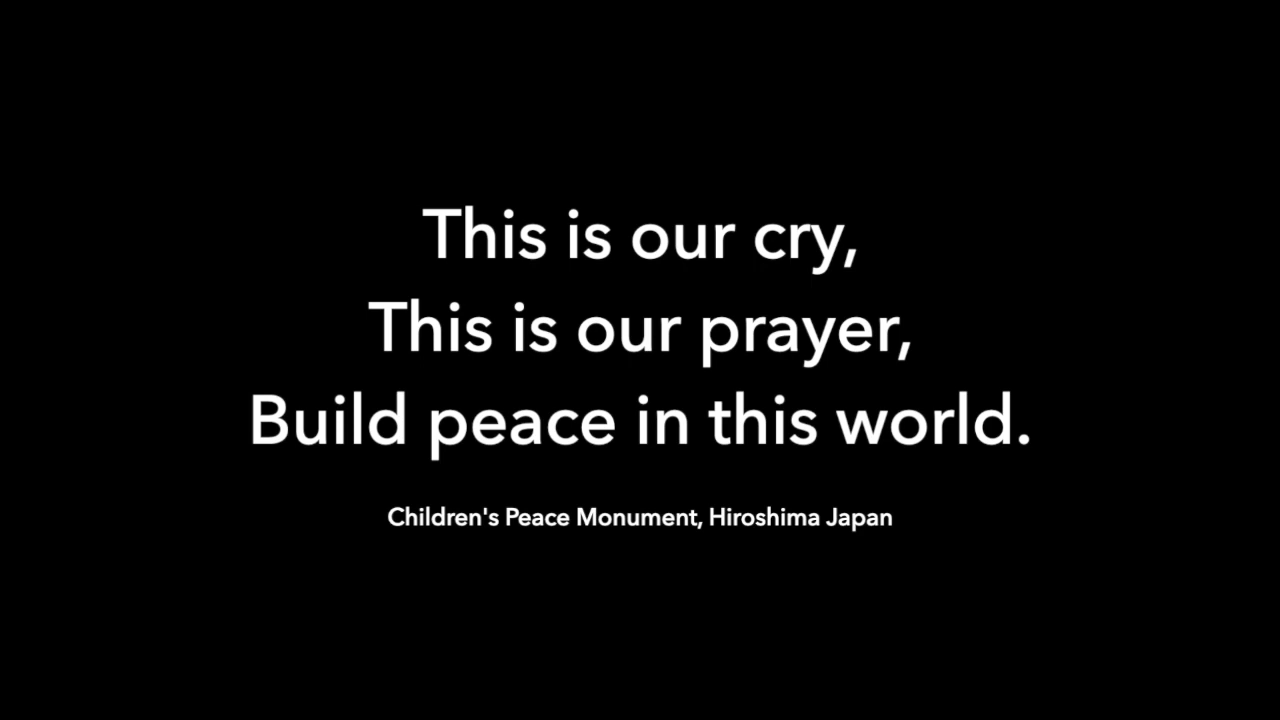 This is our cry,
This is our prayer,
Build peace in this world.
Children's Peace Monument, Hiroshima Japan